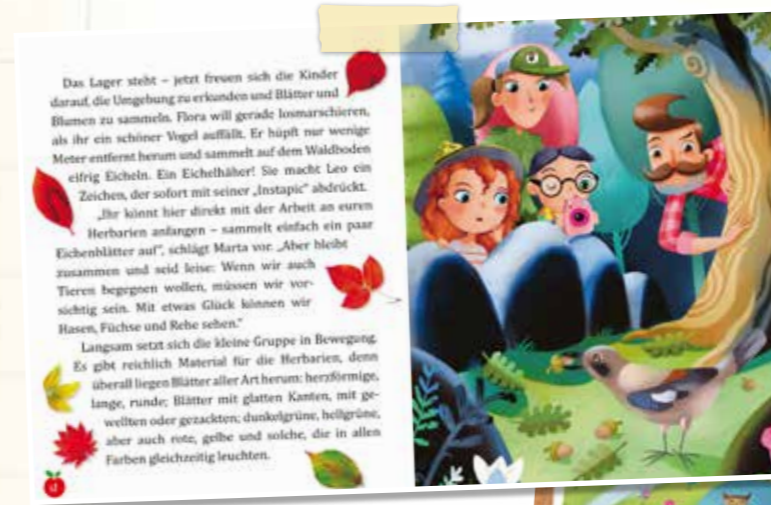 Das Lager steht – jetzt freuen sich die Kinder
darauf, die Umgebung zu erkunden und Blätter und
Blumen zu sammeln. Flora will gerade losmarschieren,
als ihr ein schöner Vogel auffällt. Er hüpft nur wenige
Meter entfernt herum und sammelt auf dem Waldboden
eifrig Eicheln. Ein Eichelhäher! Sie macht Leo ein
Zeichen, der sofort mit seiner „Instapic“ abdrückt.
„Ihr könnt hier direkt mit der Arbeit an euren
Herbarien anfangen – sammelt einfach ein paar
Eichenblätter auf“, schlägt Marta vor. „Aber bleibt
zusammen und seid leise: Wenn wir auch
Tieren begegnen wollen, müssen wir vor-
sichtig sein. Mit etwas Glück können wir
Hasen, Füchse und Rehe sehen.“
Langsam setzt sich die kleine Gruppe in Bewegung.
Es gibt reichlich Material für die Herbarien, denn
überall liegen Blätter aller Art herum: herzförmige,
lange, runde; Blätter mit glatten Kanten, mit ge-
wellten oder gezackten; dunkelgrüne, hellgrüne,
aber auch rote, gelbe und solche, die in allen
Farben gleichzeitig leuchten.